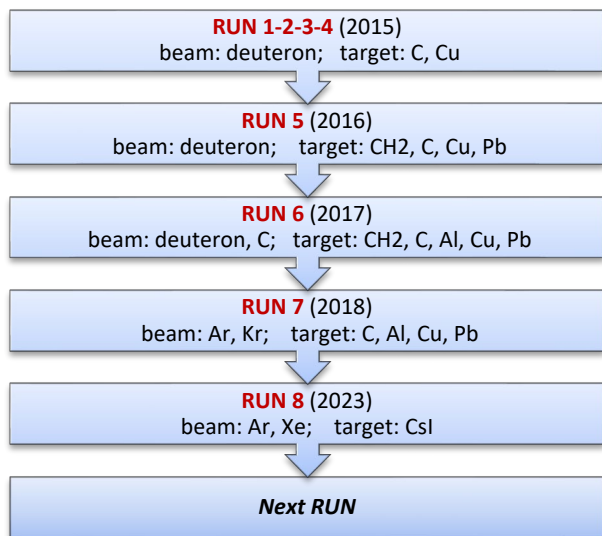 RUN 1-2-3-4 (2015)
beam: deuteron; target: C, Cu
RUN 5 (2016)
beam: deuteron; target: CH2, C, Cu, Pb
RUN 6 (2017)
beam: deuteron, C; target: CH2, C, Al, Cu, Pb
RUN 7 (2018)
beam: Ar, Kr; target: C, Al, Cu, Pb
RUN 8 (2023)
beam: Ar, Xe; target: CsI
Next RUN